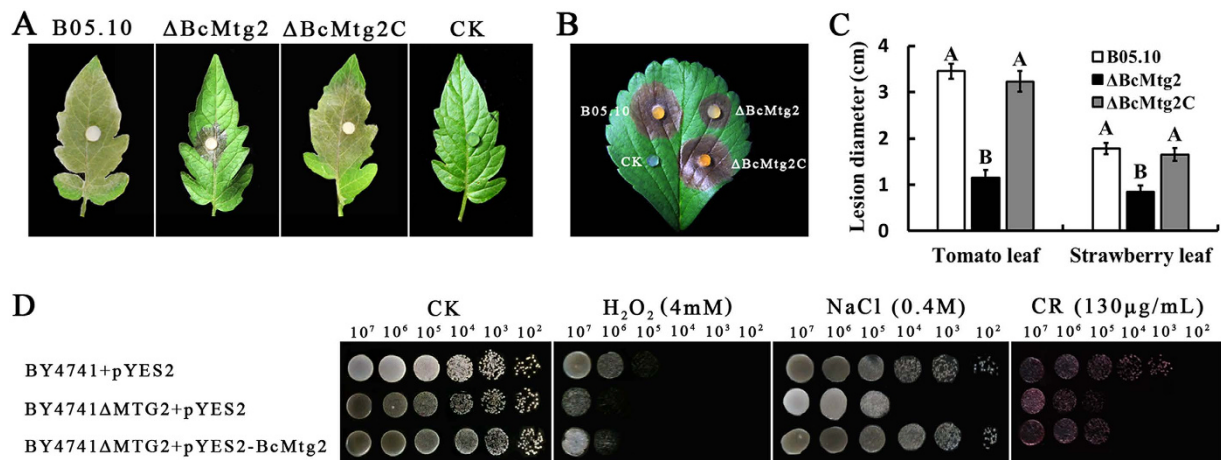 A
B05.10 ΔBcMtg2 ΔBcMtg2C CK
B
B05.10
ΔBcMtg2
CK
ΔBcMtg2C
C
Lesion diameter (cm)
4
3
2
1
0
A
B
A
A
B
A
B05.10
ΔBcMtg2
ΔBcMtg2C
Tomato leaf Strawberry leaf
D
CK H₂O₂ (4mM) NaCl (0.4M) CR (130μg/mL)
10⁷ 10⁶ 10⁵ 10⁴ 10³ 10² 10⁷ 10⁶ 10⁵ 10⁴ 10³ 10² 10⁷ 10⁶ 10⁵ 10⁴ 10³ 10² 10⁷ 10⁶ 10⁵ 10⁴ 10³ 10²
BY4741+pYES2
BY4741ΔMTG2+pYES2
BY4741ΔMTG2+pYES2-BcMtg2